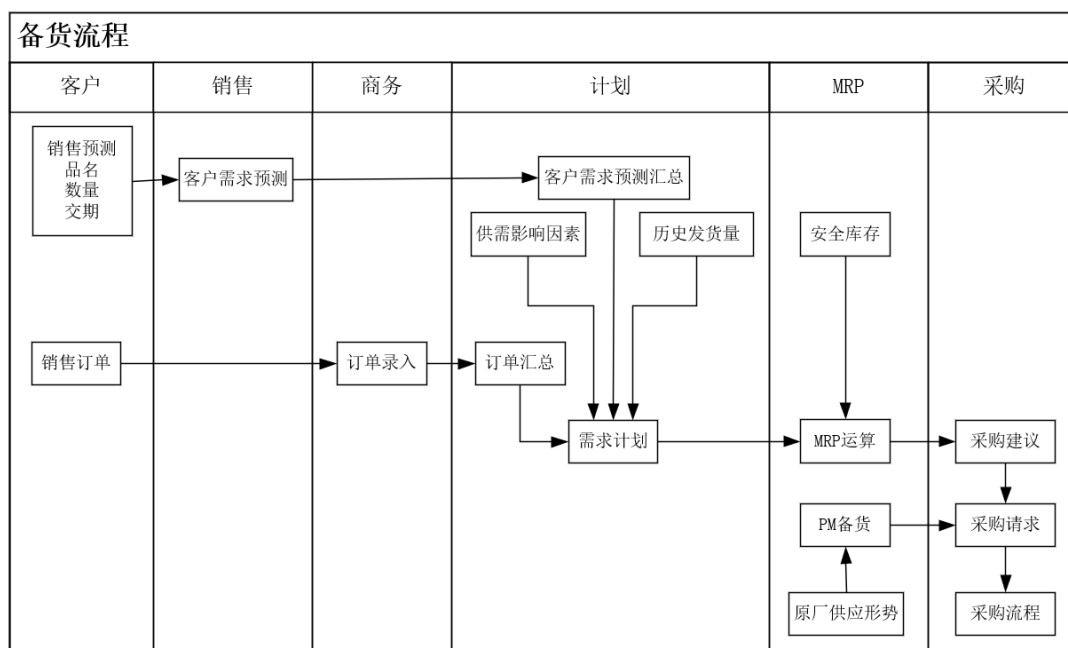 备货流程
客户
销售
商务
计划
MRP
采购
销售预测
品名
数量
交期
客户需求预测
客户需求预测汇总
供需影响因素
历史发货量
安全库存
销售订单
订单录入
订单汇总
需求计划
MRP运算
采购建议
PM备货
采购请求
原厂供应形势
采购流程